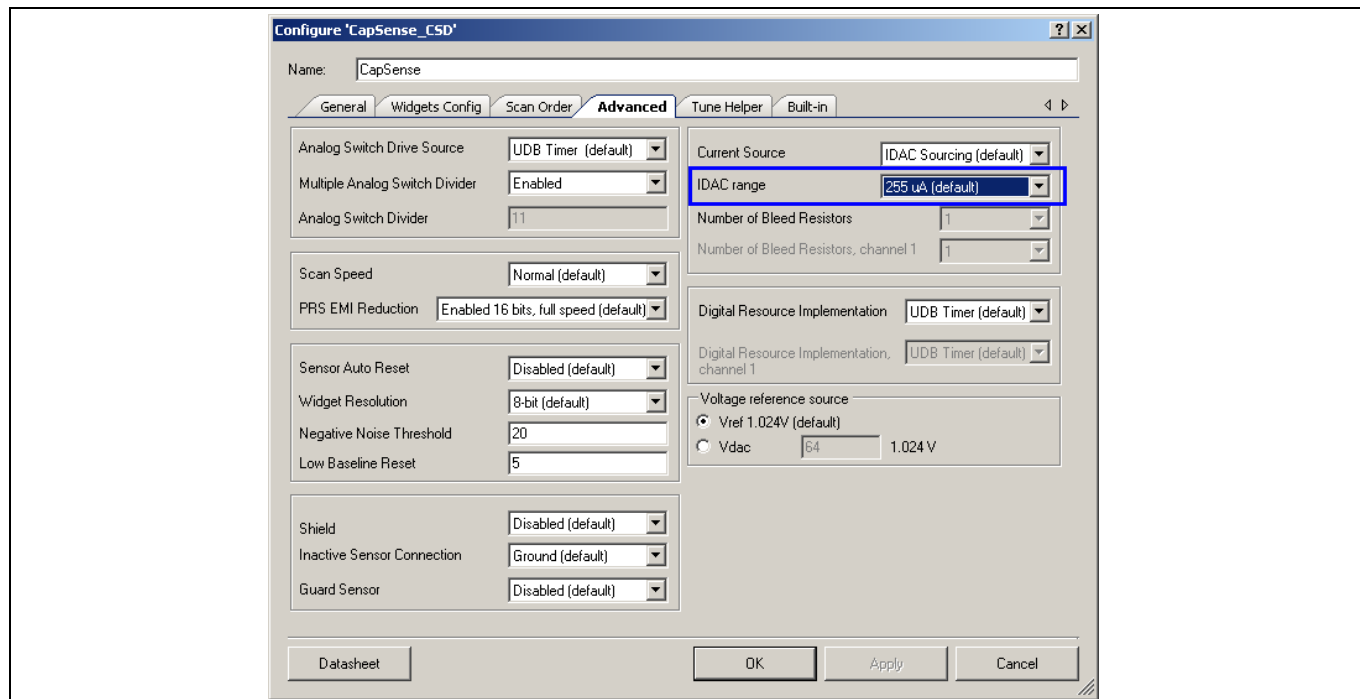 Configure 'CapSense_CSD'
Name: CapSense
General Widgets Config Scan Order Advanced Tune Helper Built-in
Analog Switch Drive Source UDB Timer (default)
Multiple Analog Switch Divider Enabled
Analog Switch Divider 11
Scan Speed Normal (default)
PRS EMI Reduction Enabled 16 bits, full speed (default)
Sensor Auto Reset Disabled (default)
Widget Resolution 8-bit (default)
Negative Noise Threshold 20
Low Baseline Reset 5
Shield Disabled (default)
Inactive Sensor Connection Ground (default)
Guard Sensor Disabled (default)
Current Source IDAC Sourcing (default)
IDAC range 255 uA (default)
Number of Bleed Resistors 1
Number of Bleed Resistors, channel 1 1
Digital Resource Implementation UDB Timer (default)
Digital Resource Implementation, UDB Timer (default)
channel 1
Voltage reference source
Vref 1.024V (default)
Vdac 64 1.024 V
Datasheet OK Apply Cancel